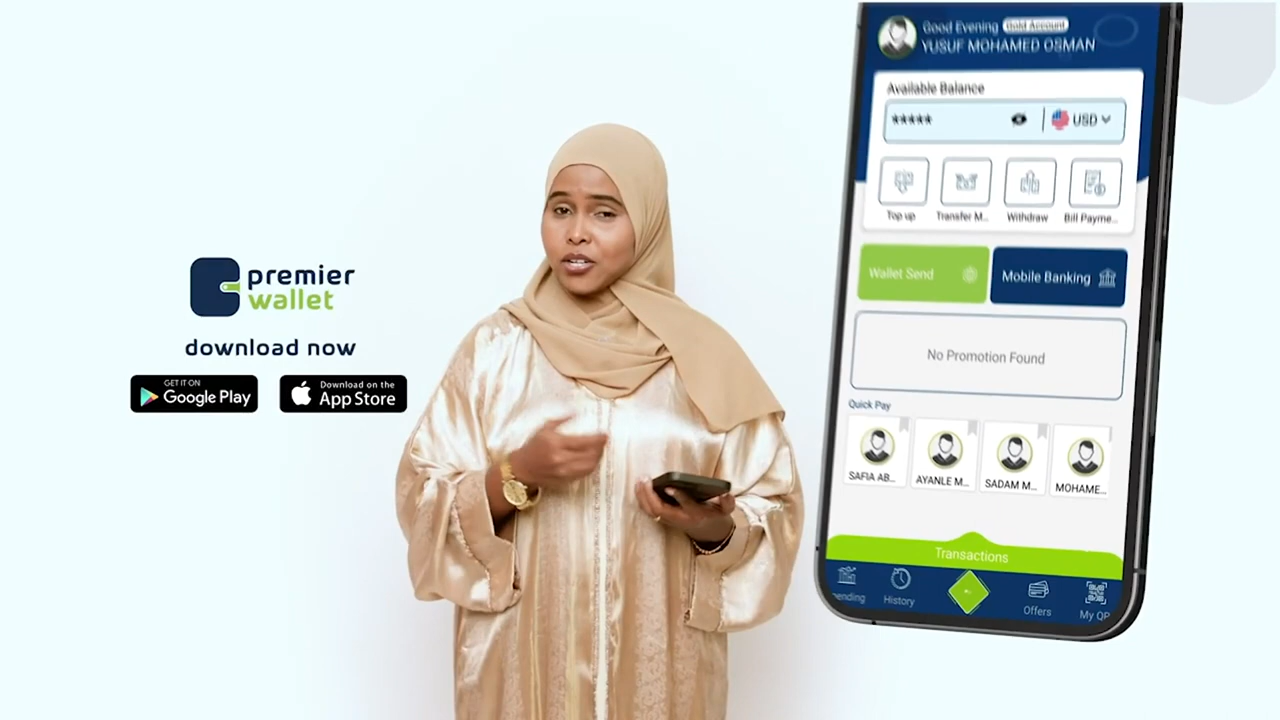 premier
wallet
download now
GET IT ON
Google Play
Download on the
App Store
Good Evening Gold Account
YUSUF MOHAMED OSMAN
Available Balance
***** USD
Top up Transfer M... Withdraw Bill Payme...
Wallet Send Mobile Banking
No Promotion Found
Quick Pay
SAFIA AB... AYANLE M... SADAM M... MOHAME...
Transactions
History Offers My